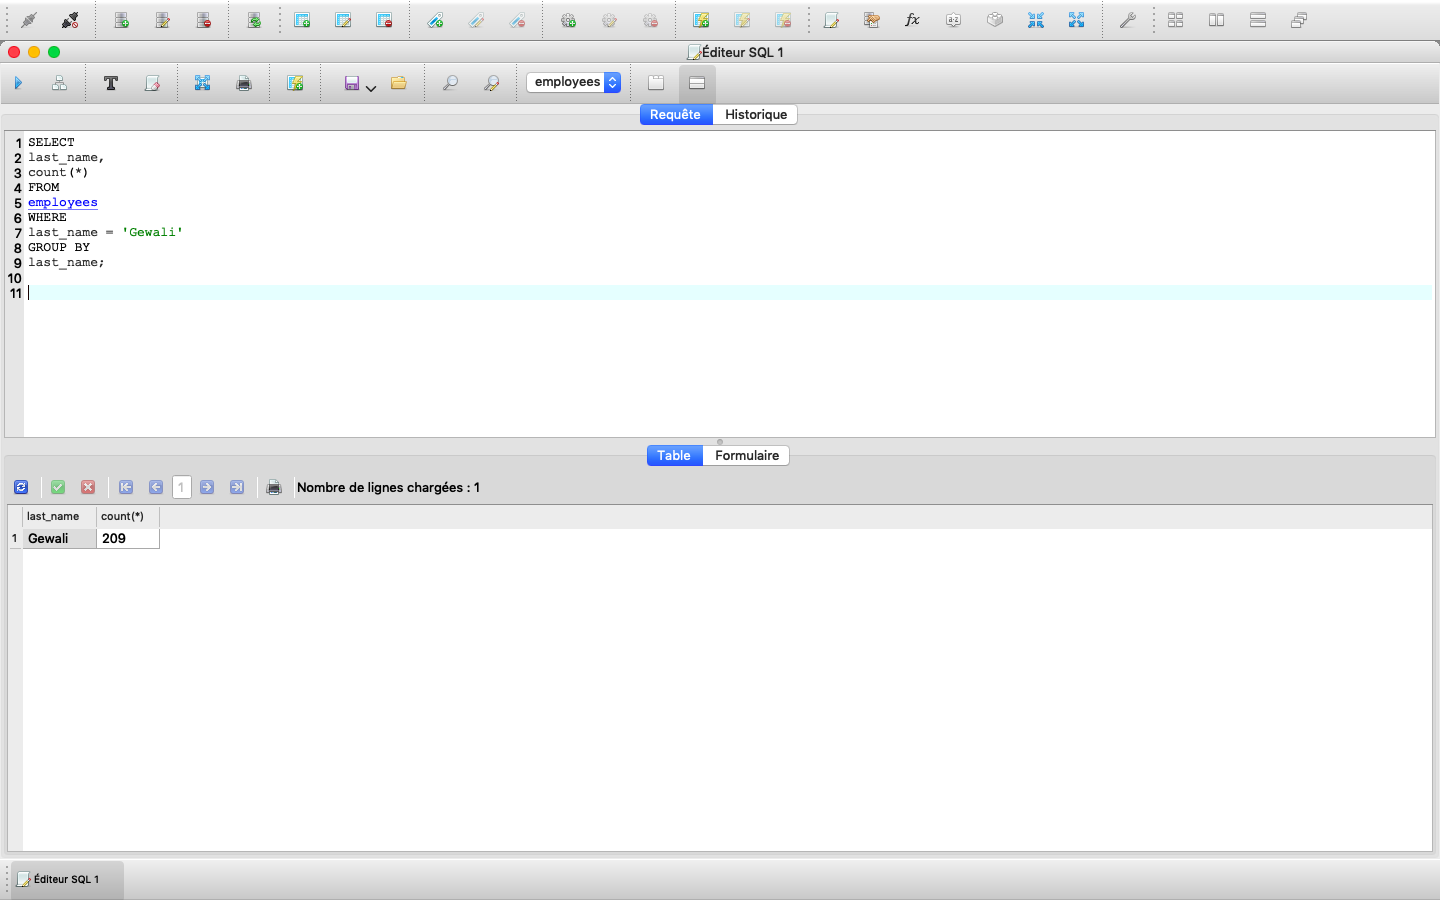 fx
a-z
Éditeur SQL 1
T
employees
Requête Historique
1 SELECT
2 last_name,
3 count(*)
4 FROM
5 employees
6 WHERE
7 last_name = 'Gewali'
8 GROUP BY
9 last_name;
10
11
Table Formulaire
1 Nombre de lignes chargées : 1
last_name count(*)
1 Gewali 209
Éditeur SQL 1